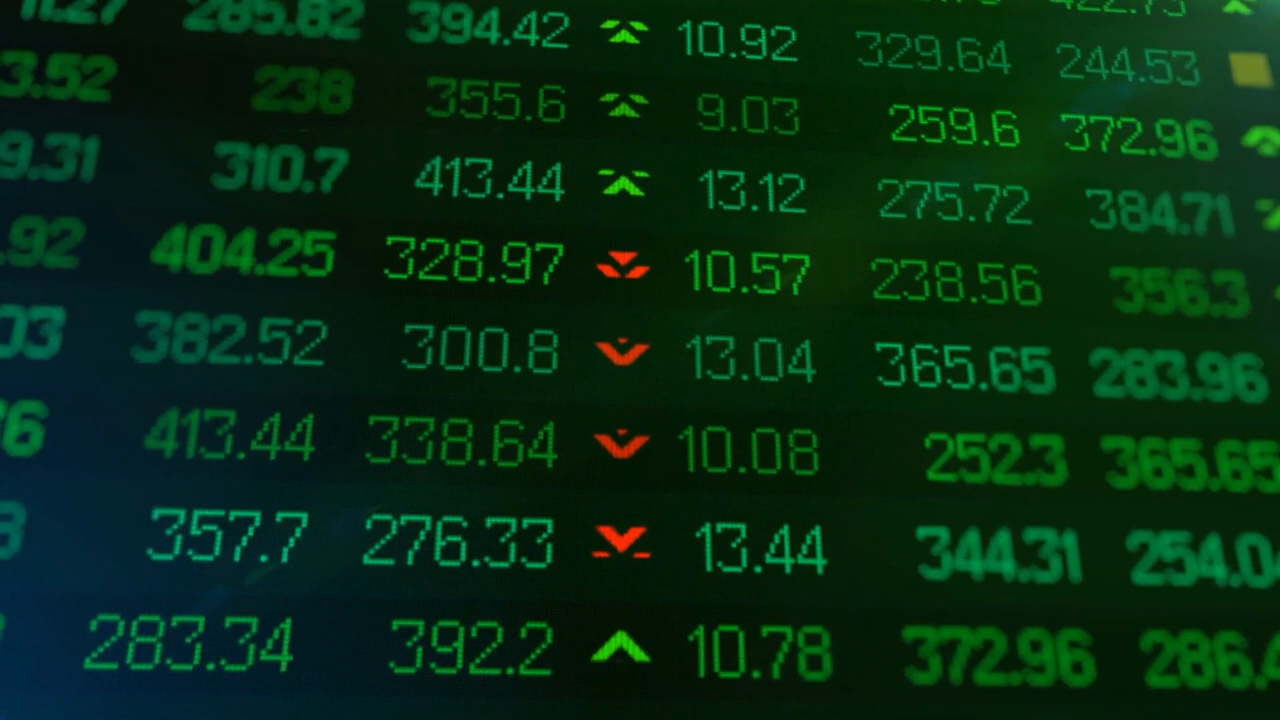 285.82 394.42 10.92 329.64 244.53
3.52 238 355.6 9.03 259.6 372.96
9.31 310.7 413.44 13.12 275.72 384.71
.92 404.25 328.97 10.57 238.56 356.3
03 382.52 300.8 13.04 365.65 283.96
6 413.44 338.64 10.08 252.3 365.65
357.7 276.33 13.44 344.31 254.0
283.34 392.2 10.78 372.96 286.